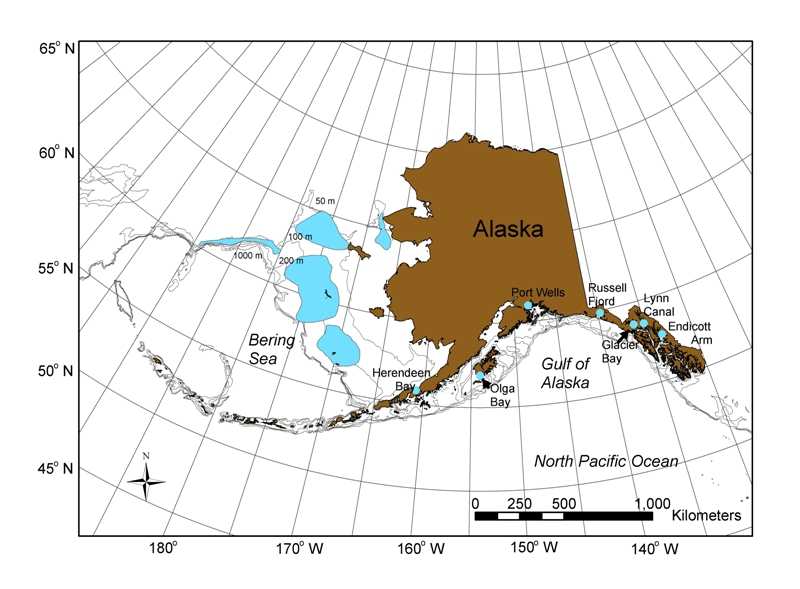 65° N
60° N
55° N
50° N
45° N
50 m
100 m
1000 m
200 m
Alaska
Port Wells
Russell
Fjord
Lynn
Canal
Endicott
Arm
Glacier
Bay
Bering
Sea
Herendeen
Bay
Olga
Bay
Gulf of
Alaska
North Pacific Ocean
N
0 250 500 1,000
Kilometers
180° 170° W 160° W 150° W 140° W